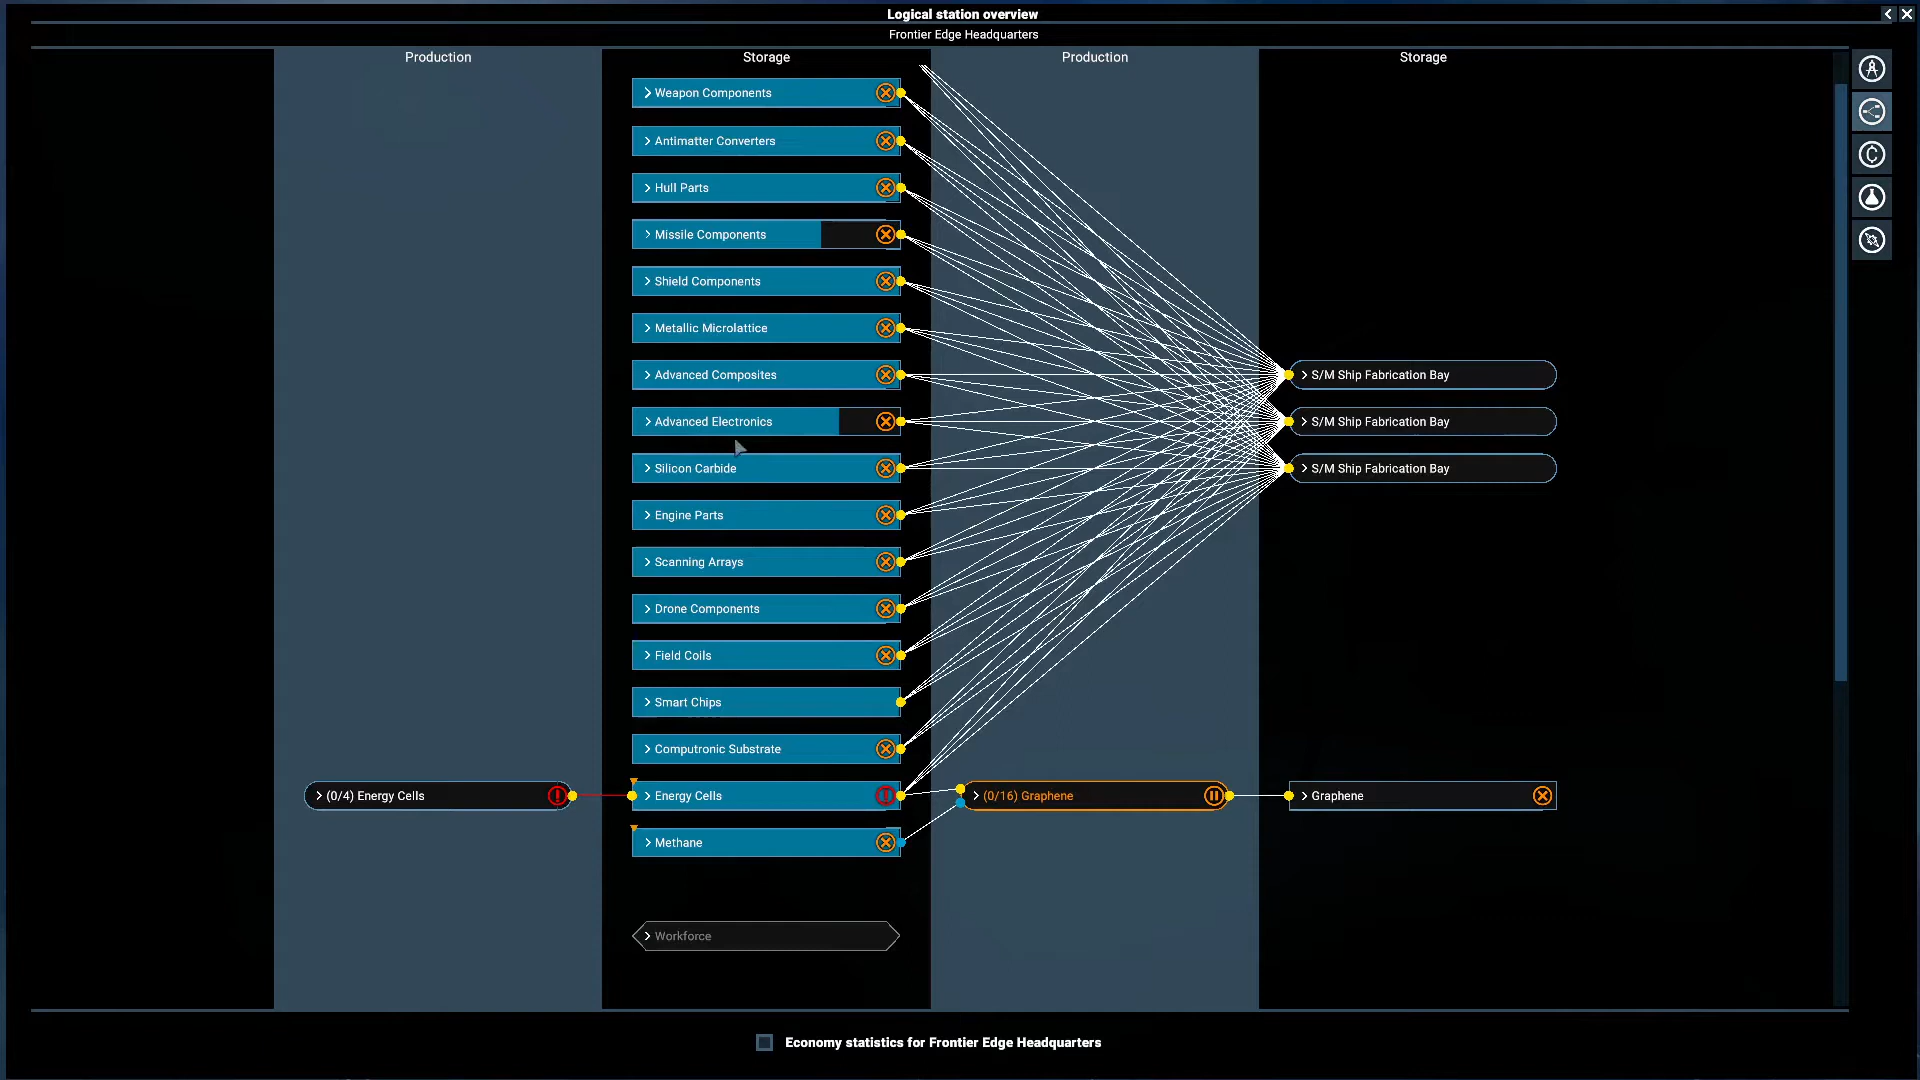 Logical station overview
Frontier Edge Headquarters
Production
Storage
Production
Storage
Weapon Components
Antimatter Converters
Hull Parts
Missile Components
Shield Components
Metallic Microlattice
Advanced Composites
S/M Ship Fabrication Bay
Advanced Electronics
S/M Ship Fabrication Bay
Silicon Carbide
S/M Ship Fabrication Bay
Engine Parts
Scanning Arrays
Drone Components
Field Coils
Smart Chips
Computronic Substrate
(0/4) Energy Cells
Energy Cells
(0/16) Graphene
Graphene
Methane
Workforce
Economy statistics for Frontier Edge Headquarters